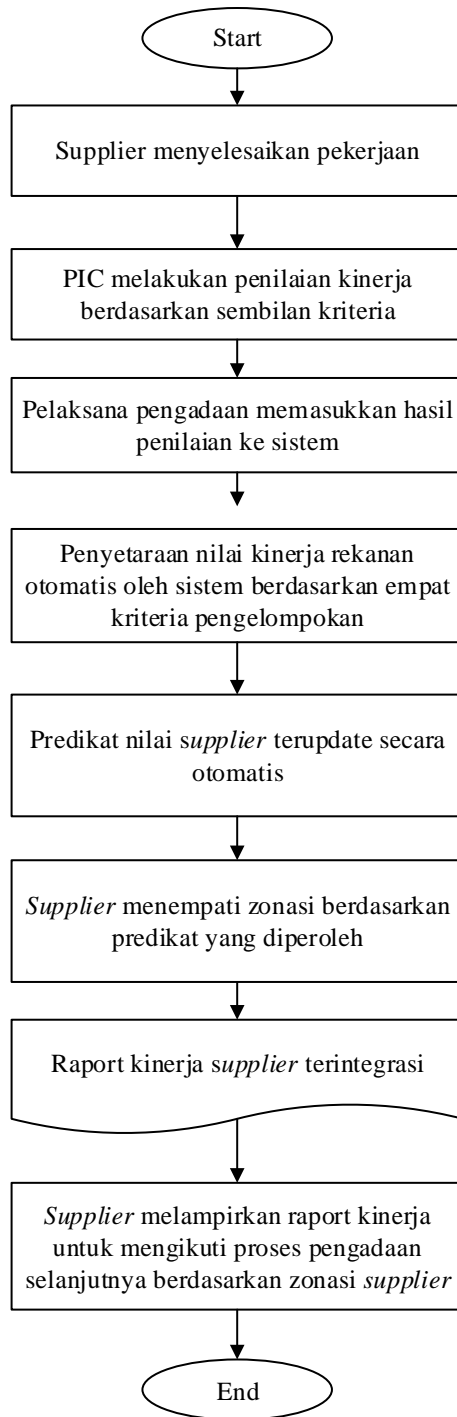 Start
Supplier menyelesaikan pekerjaan
PIC melakukan penilaian kinerja
berdasarkan sembilan kriteria
Pelaksana pengadaan memasukkan hasil
penilaian ke sistem
Penyetaraan nilai kinerja rekanan
otomatis oleh sistem berdasarkan empat
kriteria pengelompokan
Predikat nilai supplier terupdate secara
otomatis
Supplier menempati zonasi berdasarkan
predikat yang diperoleh
Raport kinerja supplier terintegrasi
Supplier melampirkan raport kinerja
untuk mengikuti proses pengadaan
selanjutnya berdasarkan zonasi supplier
End